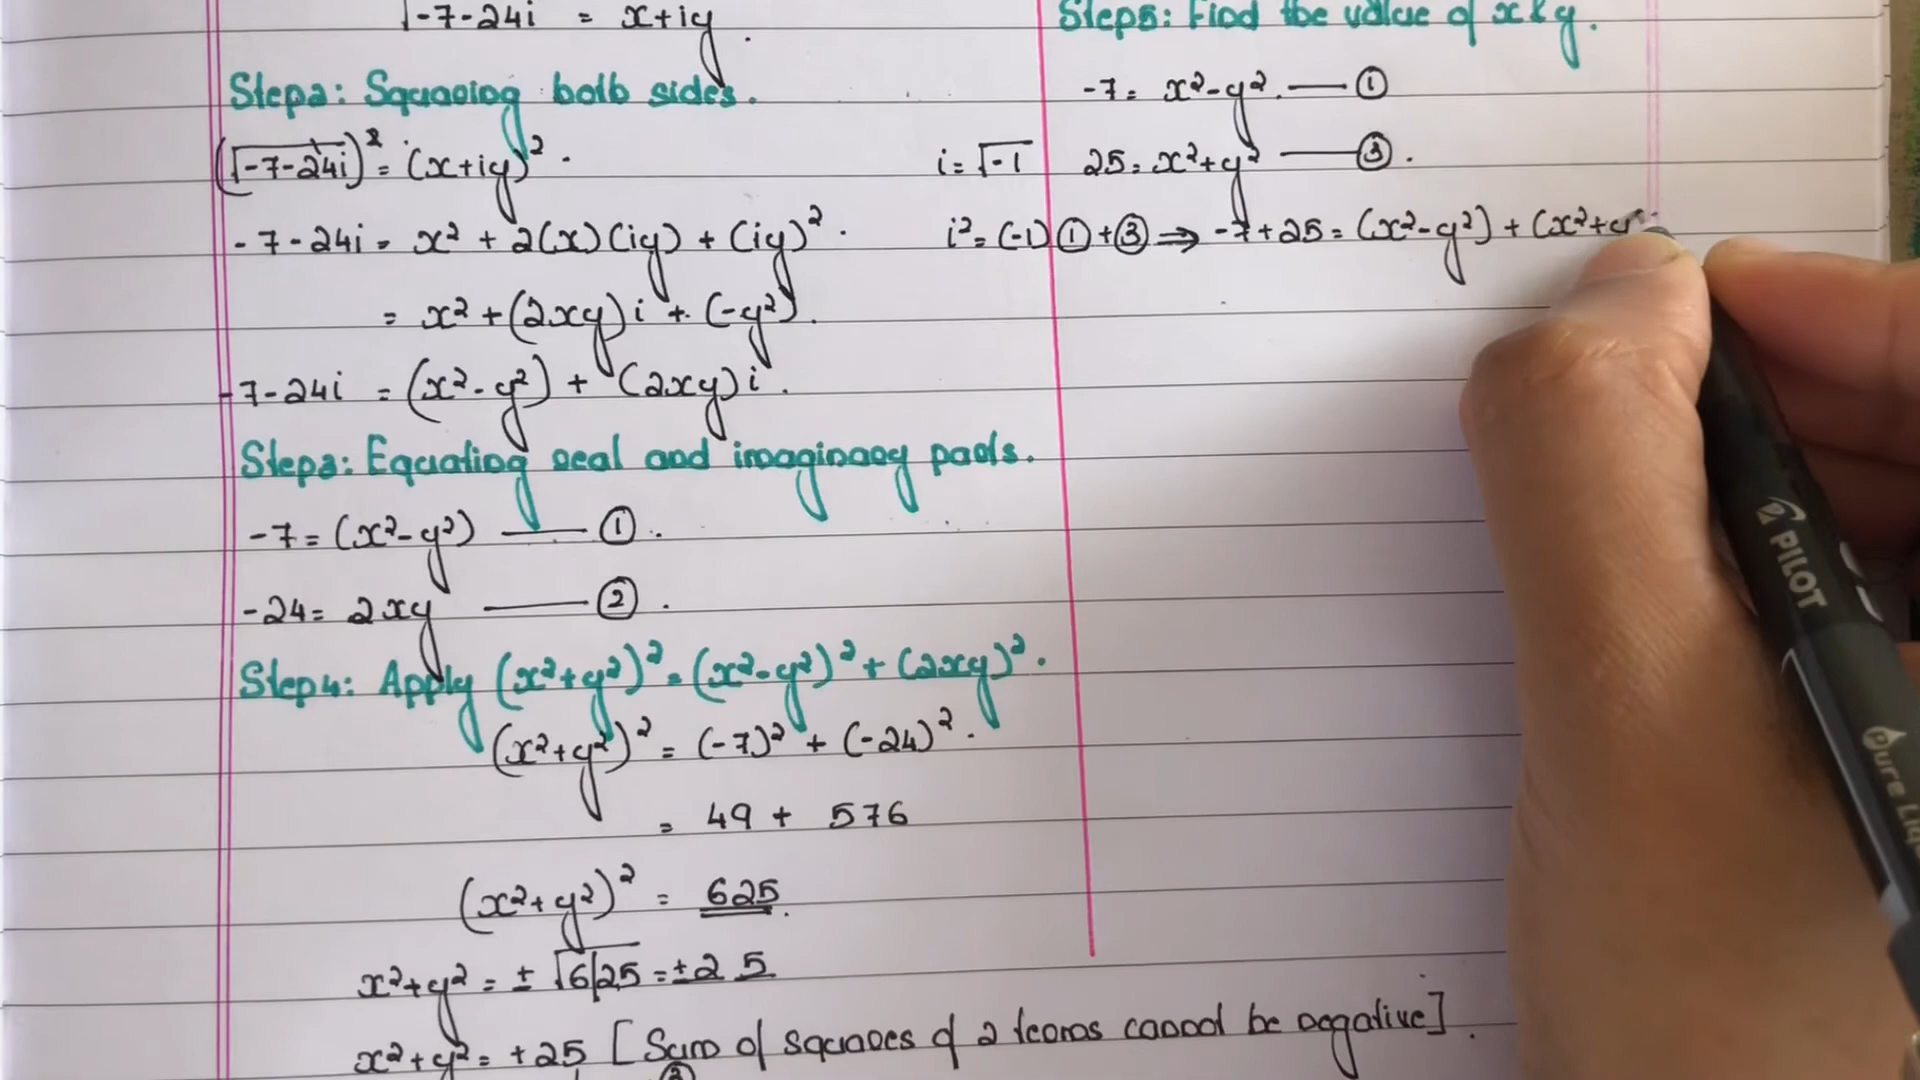 √-7-24i = x+iy.
Step2: Squaring both sides.
(√-7-24i)² = (x+iy)².
-7-24i = x² + 2(x)(iy) + (iy)².
= x² + (2xy)i + (-y²).
-7-24i = (x²-y²) + (2xy)i.
Step3: Equating real and imaginary parts.
-7 = (x²-y²) —— ①.
-24 = 2xy —— ②.
Step4: Apply (x²+y²)² = (x²-y²)² + (2xy)².
(x²+y²)² = (-7)² + (-24)².
= 49 + 576
(x²+y²)² = 625.
x²+y² = ± √625 = ±25
x²+y² = +25 [Sum of squares of 2 terms cannot be negative].
③
i = √-1
i² = (-1)
Step5: Find the value of x & y.
-7 = x²-y². —— ①
25 = x²+y² —— ③.
①+③ ⇒ -7+25 = (x²-y²) + (x²+y²
PILOT
Pure Liq